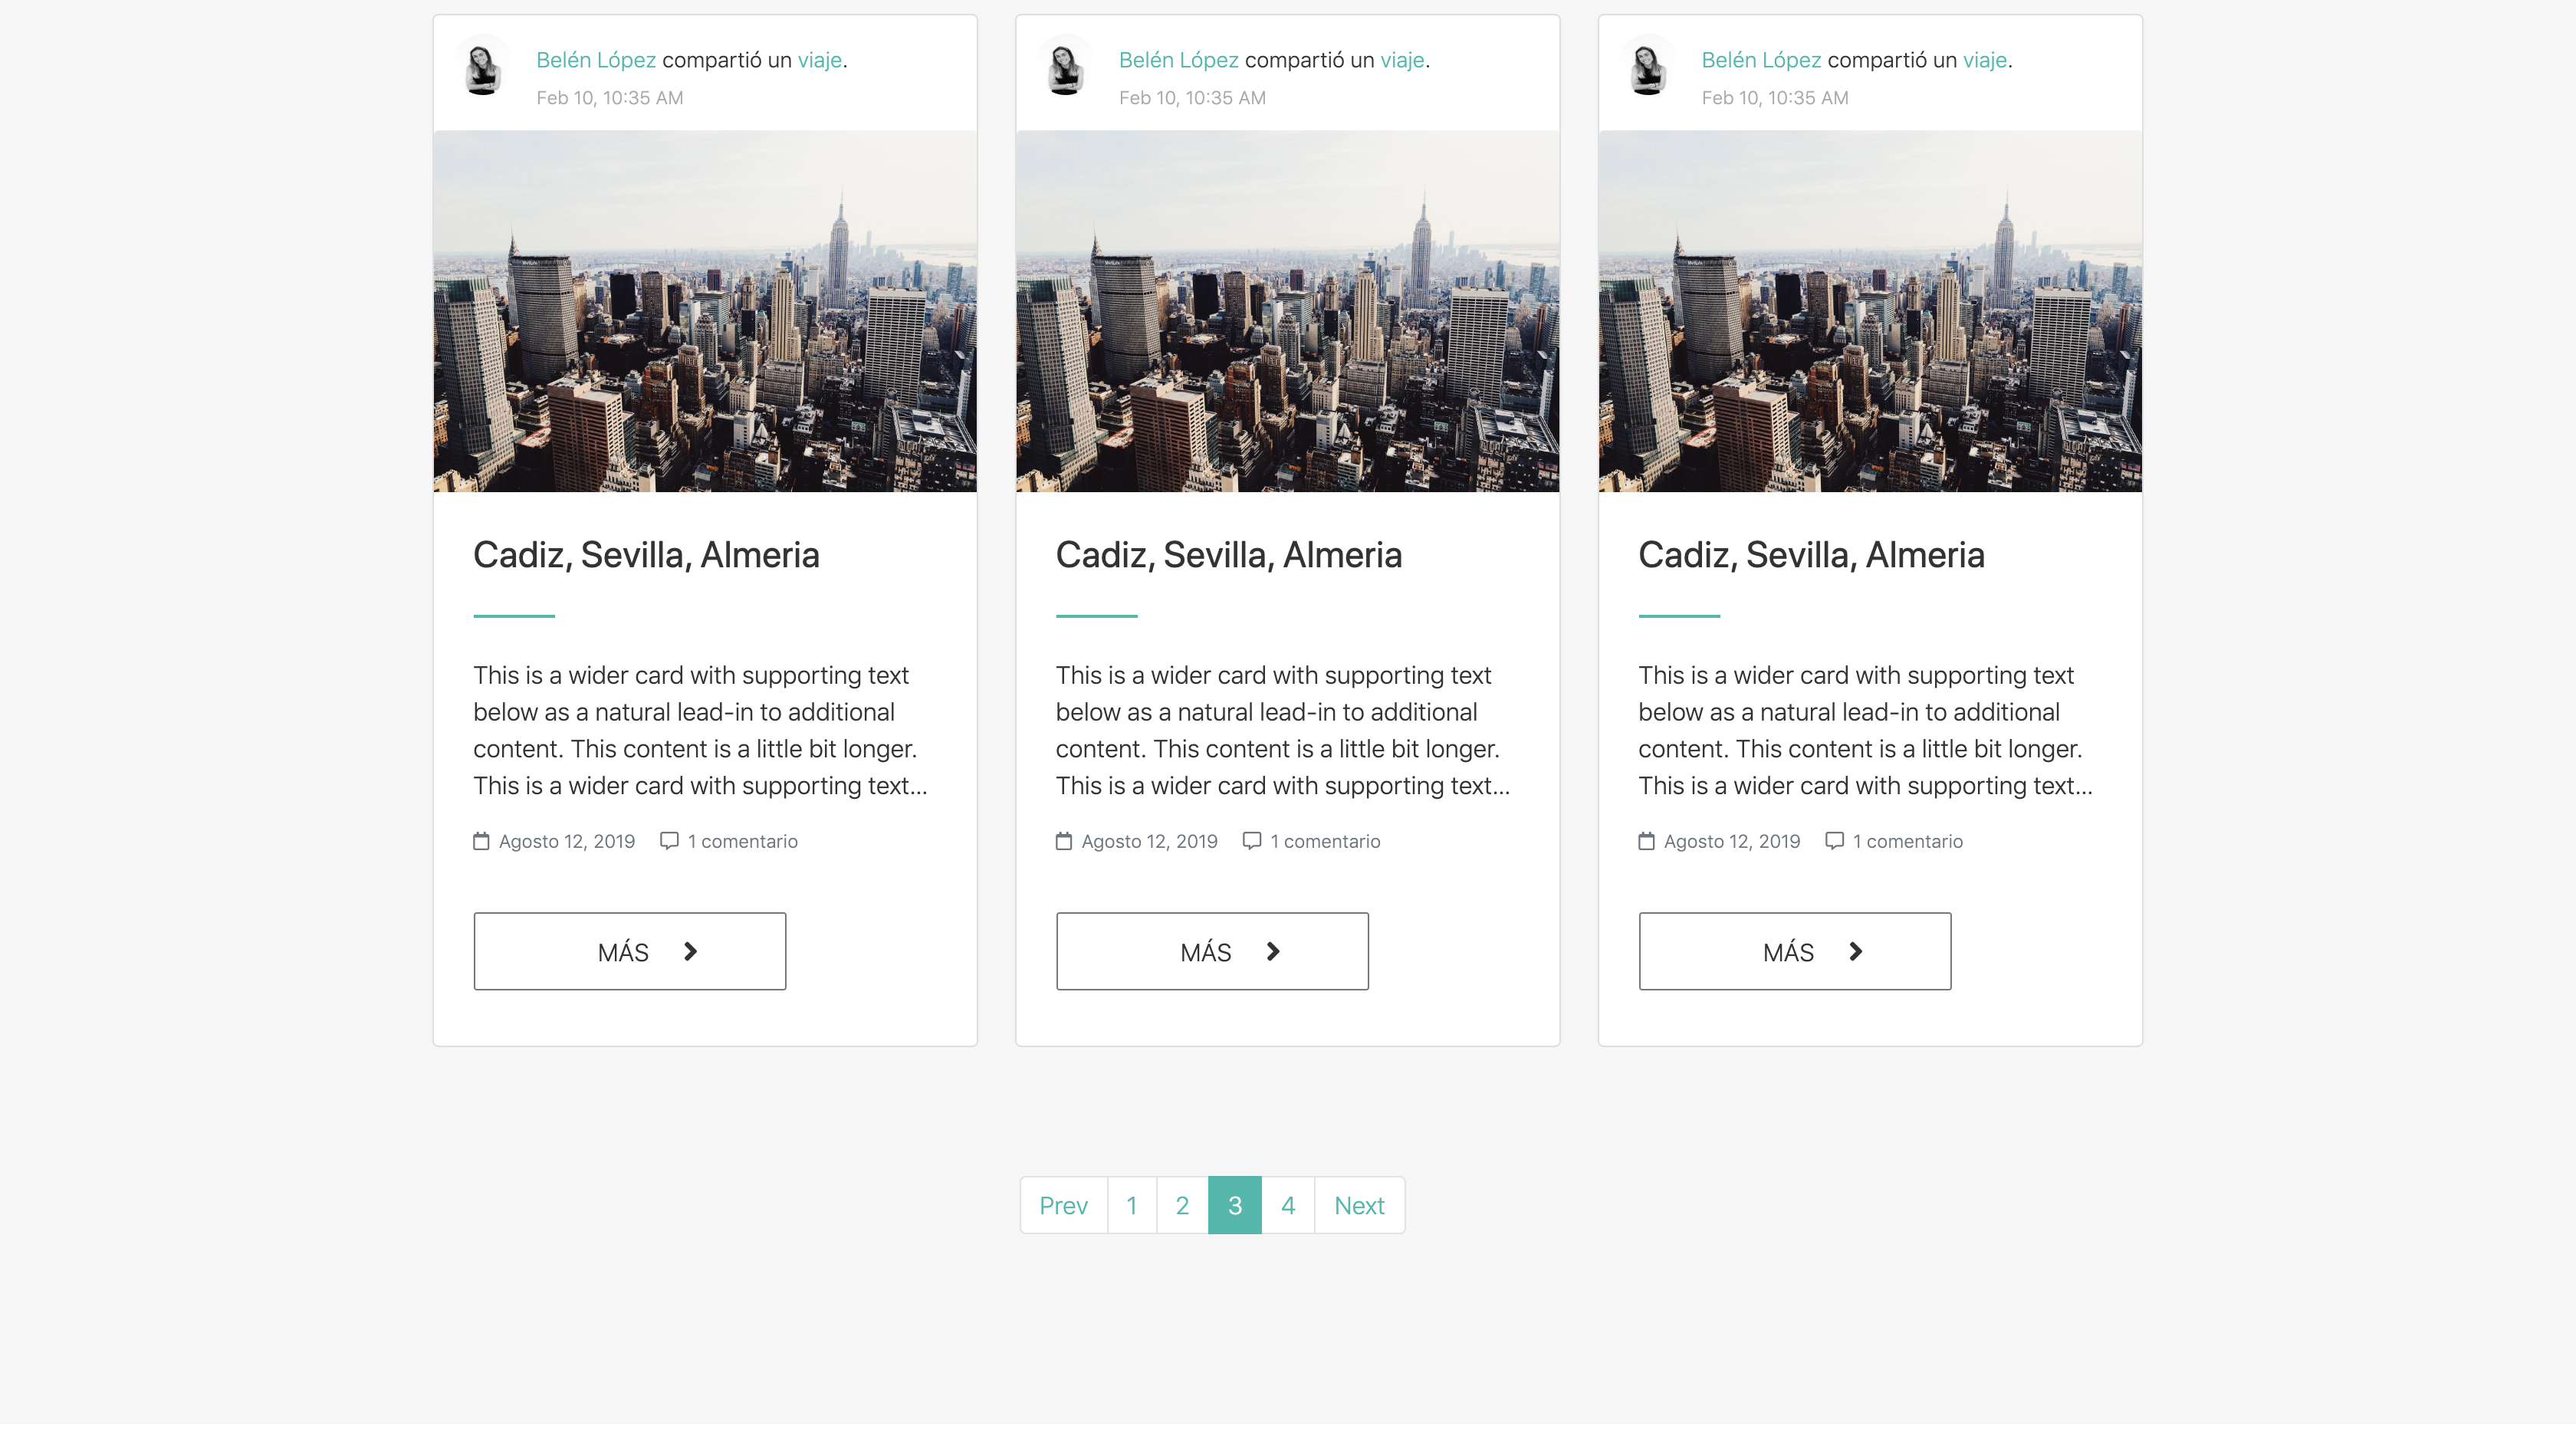 Belén López compartió un viaje.
Feb 10, 10:35 AM
Cadiz, Sevilla, Almeria
This is a wider card with supporting text
below as a natural lead-in to additional
content. This content is a little bit longer.
This is a wider card with supporting text...
Agosto 12, 2019 1 comentario
MÁS
Belén López compartió un viaje.
Feb 10, 10:35 AM
Cadiz, Sevilla, Almeria
This is a wider card with supporting text
below as a natural lead-in to additional
content. This content is a little bit longer.
This is a wider card with supporting text...
Agosto 12, 2019 1 comentario
MÁS
Belén López compartió un viaje.
Feb 10, 10:35 AM
Cadiz, Sevilla, Almeria
This is a wider card with supporting text
below as a natural lead-in to additional
content. This content is a little bit longer.
This is a wider card with supporting text...
Agosto 12, 2019 1 comentario
MÁS
Prev 1 2 3 4 Next